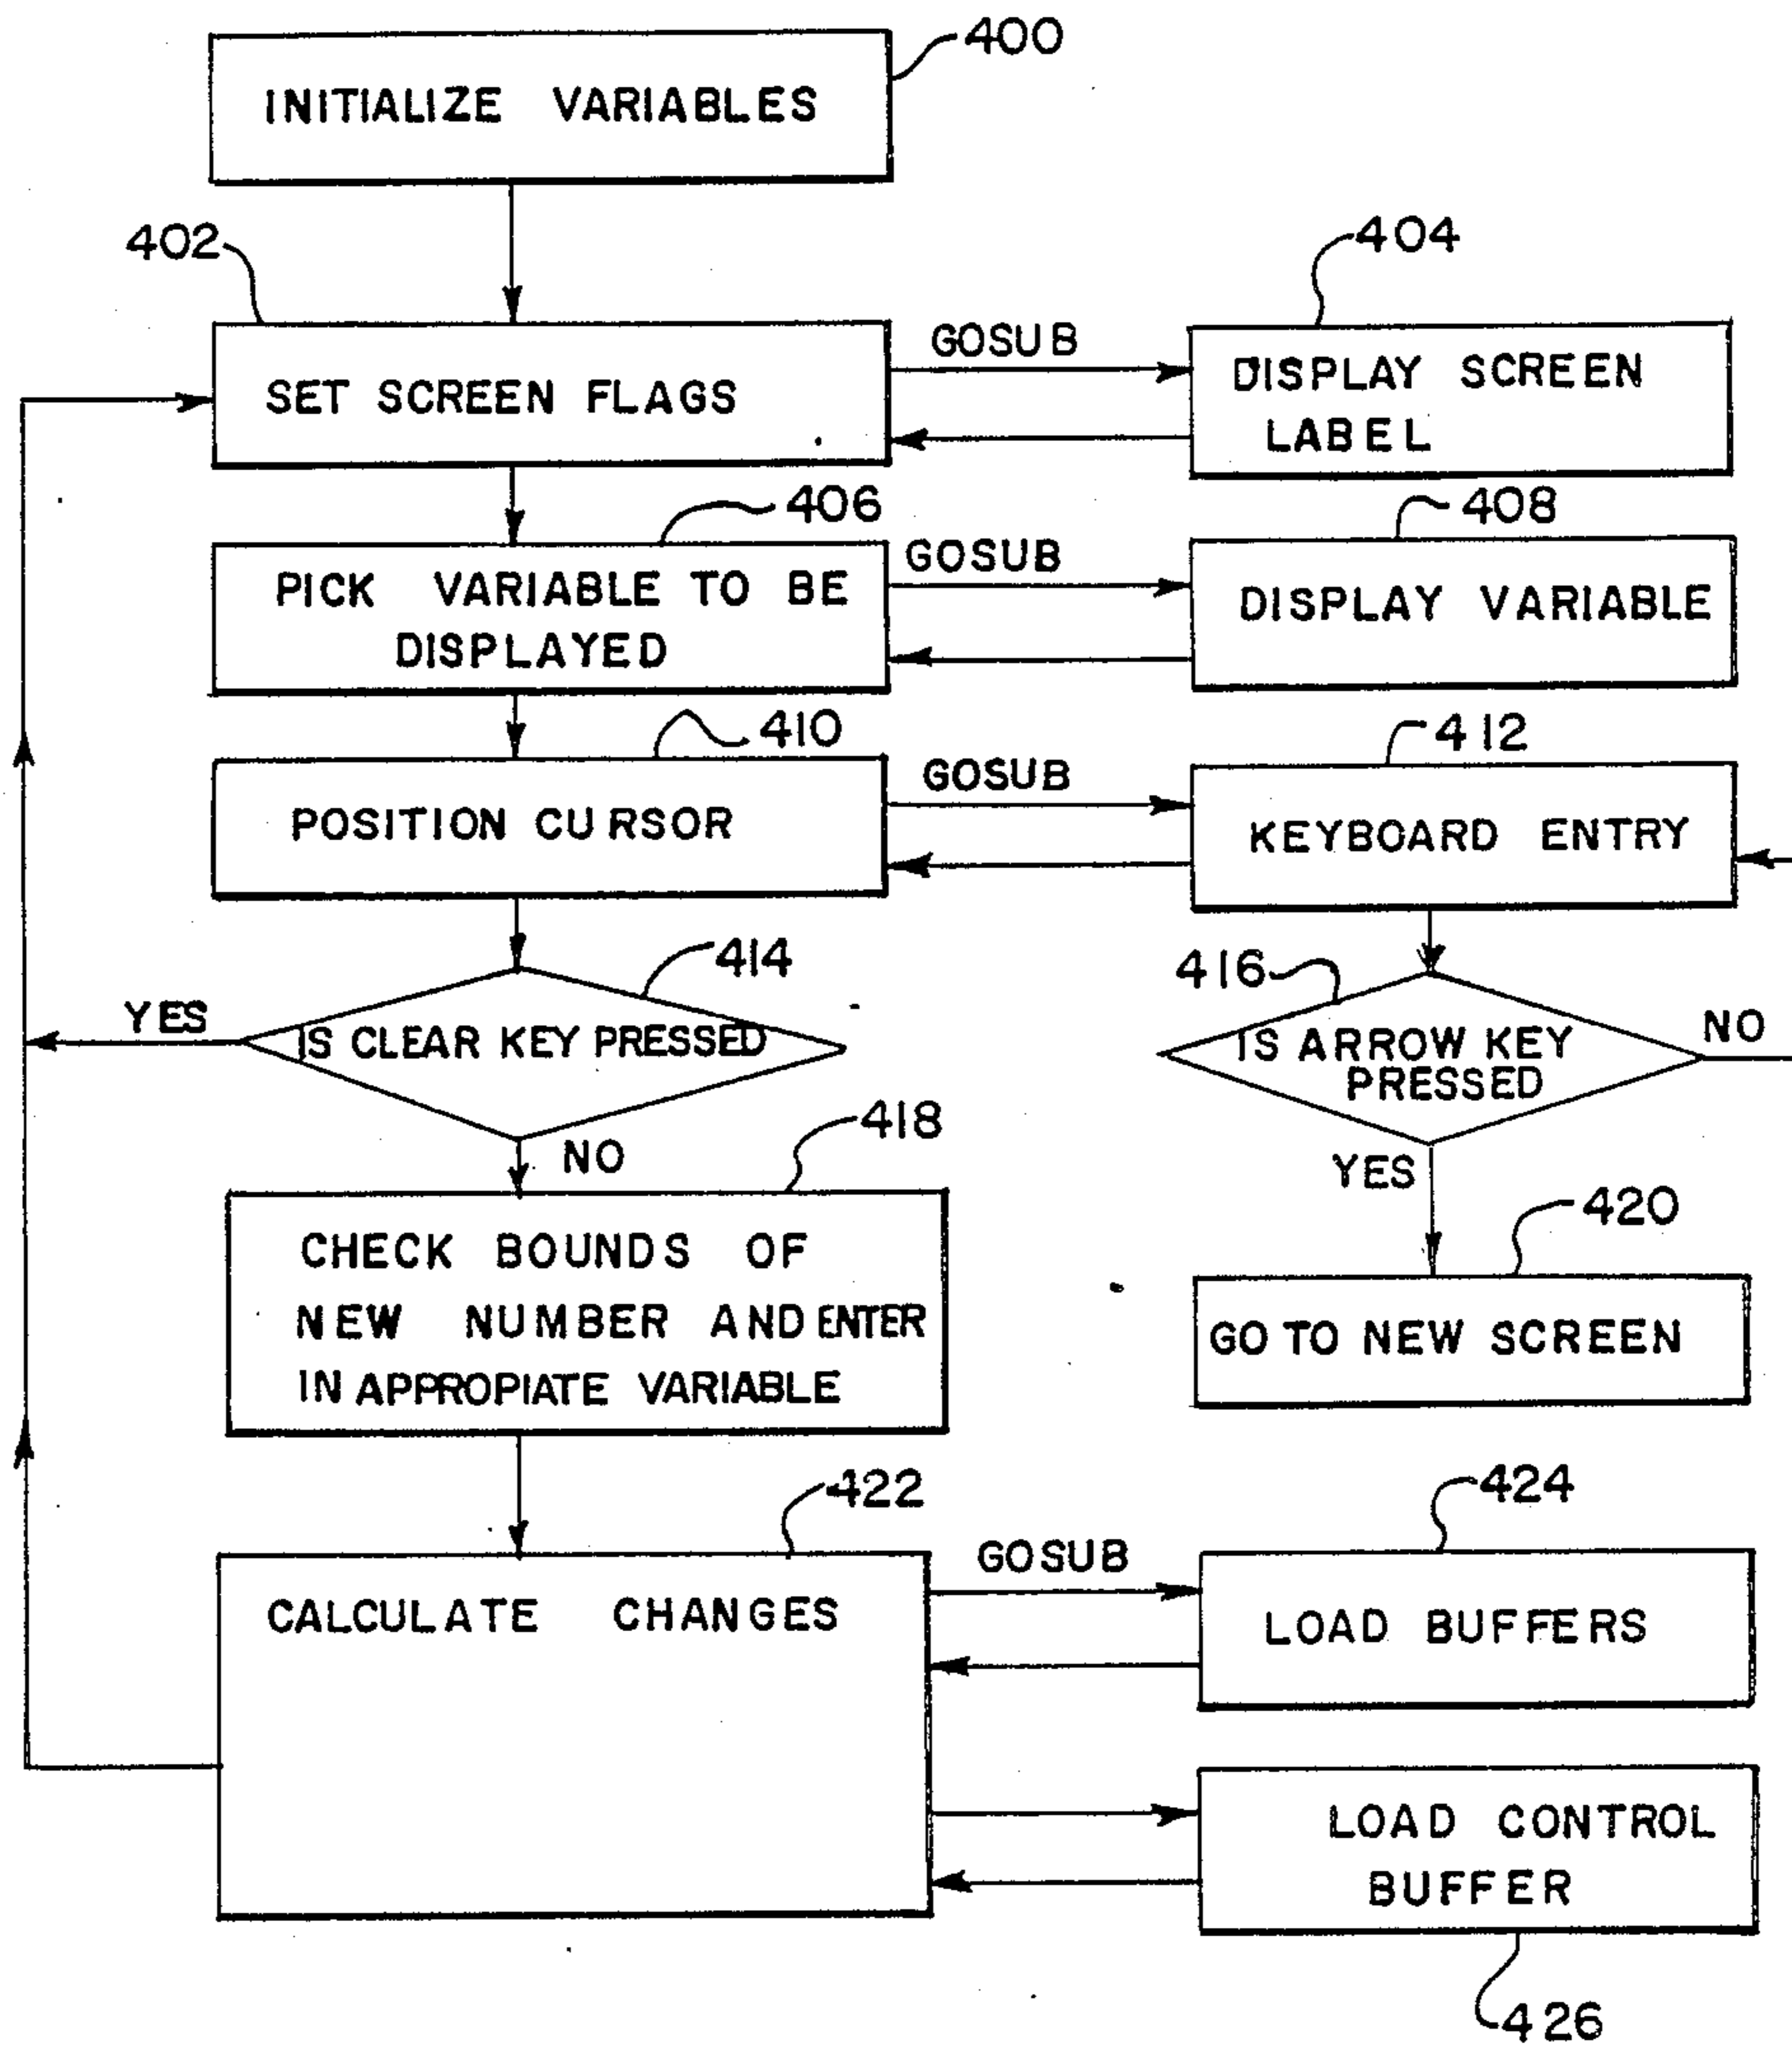 400
INITIALIZE VARIABLES
402
404
SET SCREEN FLAGS
GOSUB
DISPLAY SCREEN
LABEL
406
408
PICK VARIABLE TO BE
DISPLAYED
GOSUB
DISPLAY VARIABLE
410
412
POSITION CURSOR
GOSUB
KEYBOARD ENTRY
414
416
YES
IS CLEAR KEY PRESSED
IS ARROW KEY
PRESSED
NO
418
NO
YES
420
CHECK BOUNDS OF
NEW NUMBER AND ENTER
IN APPROPIATE VARIABLE
GO TO NEW SCREEN
422
424
CALCULATE CHANGES
GOSUB
LOAD BUFFERS
LOAD CONTROL
BUFFER
426